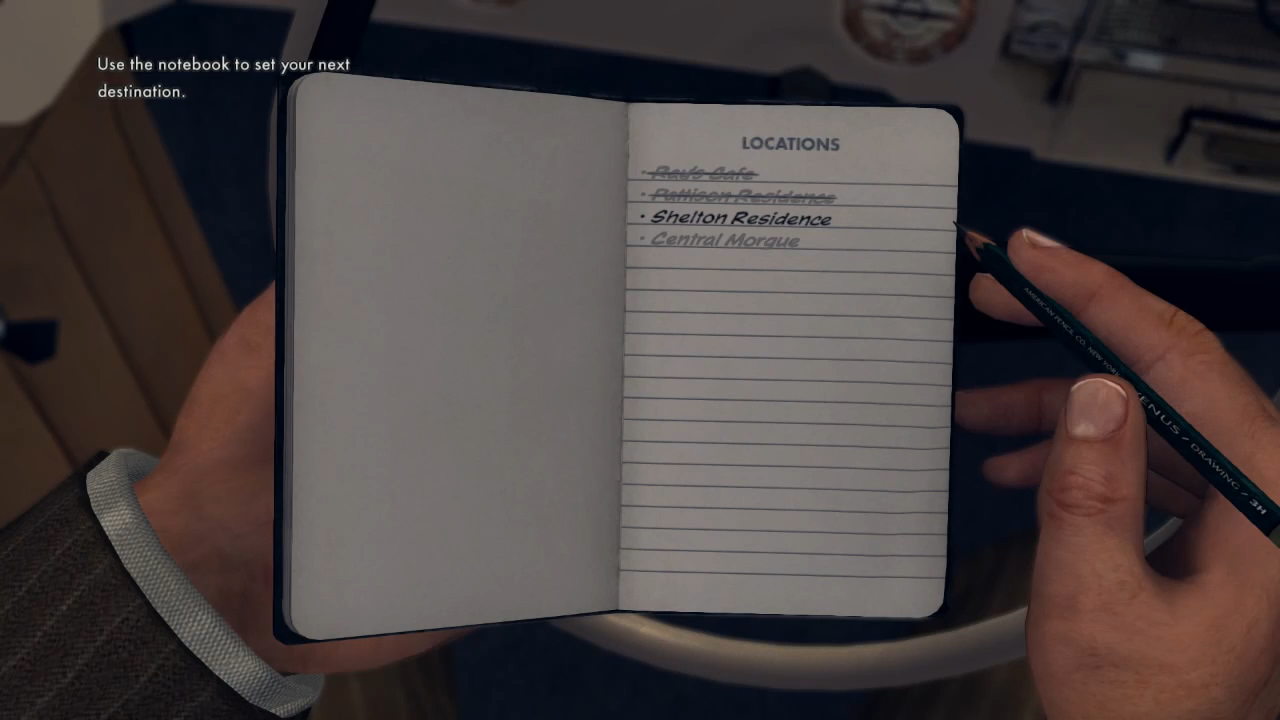 Use the notebook to set your next
destination.
LOCATIONS
· Ray's Cafe
· Pattison Residence
· Shelton Residence
· Central Morgue
AMERICAN PENCIL CO. NEW YORK
VENUS / DRAWING / 3H